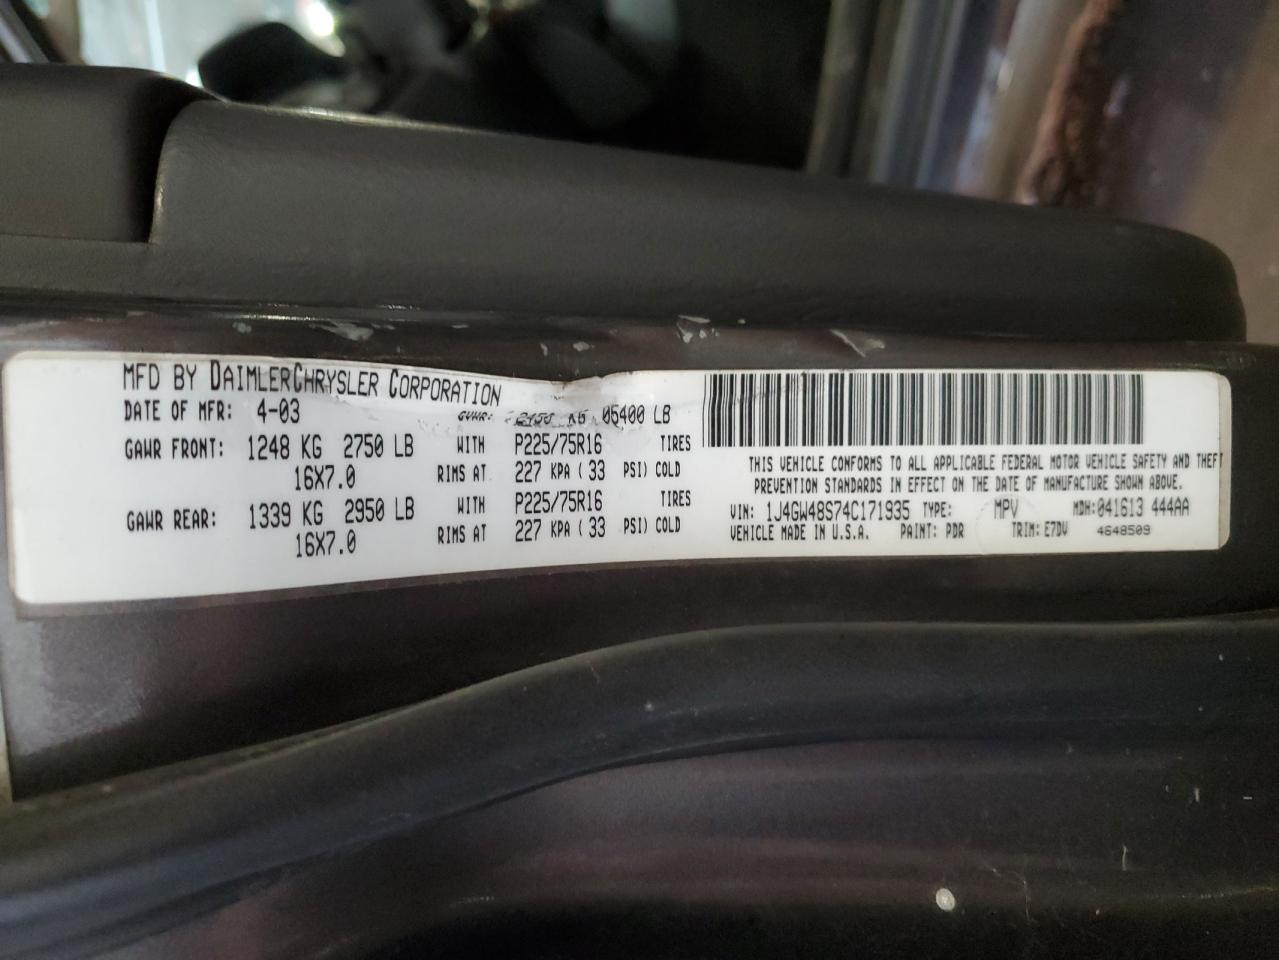 MFD BY DAIMLERCHRYSLER CORPORATION
DATE OF MFR: 4-03 GVWR: 2450 KG 05400 LB
GAWR FRONT: 1248 KG 2750 LB WITH P225/75R16 TIRES
16X7.0 RIMS AT 227 KPA ( 33 PSI) COLD
GAWR REAR: 1339 KG 2950 LB WITH P225/75R16 TIRES
16X7.0 RIMS AT 227 KPA ( 33 PSI) COLD
THIS VEHICLE CONFORMS TO ALL APPLICABLE FEDERAL MOTOR VEHICLE SAFETY AND THEFT
PREVENTION STANDARDS IN EFFECT ON THE DATE OF MANUFACTURE SHOWN ABOVE.
VIN: 1J4GW48S74C171935 TYPE: MPV MDH:041613 444AA
VEHICLE MADE IN U.S.A. PAINT: PDR TRIM: E7DV 4648509